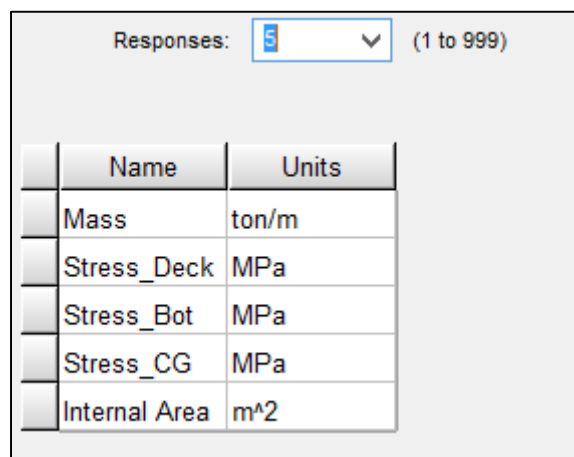 Responses: 5 (1 to 999)
Name Units
Mass ton/m
Stress_Deck MPa
Stress_Bot MPa
Stress_CG MPa
Internal Area m^2